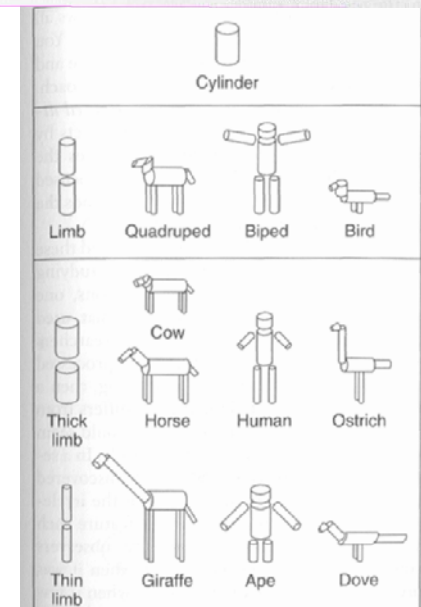 Cylinder
Limb Quadruped Biped Bird
Cow
Thick
limb
Horse Human Ostrich
Thin
limb
Giraffe Ape Dove